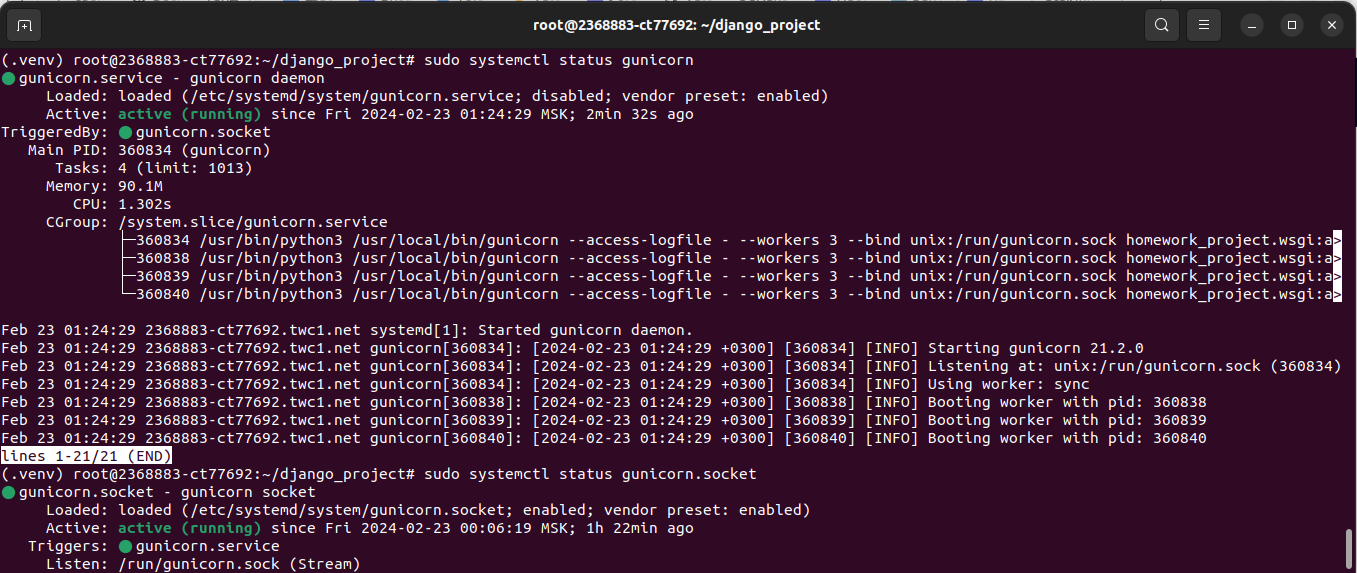 root@2368883-ct77692: ~/django_project
(.venv) root@2368883-ct77692:~/django_project# sudo systemctl status gunicorn
● gunicorn.service - gunicorn daemon
Loaded: loaded (/etc/systemd/system/gunicorn.service; disabled; vendor preset: enabled)
Active: active (running) since Fri 2024-02-23 01:24:29 MSK; 2min 32s ago
TriggeredBy: ● gunicorn.socket
Main PID: 360834 (gunicorn)
Tasks: 4 (limit: 1013)
Memory: 90.1M
CPU: 1.302s
CGroup: /system.slice/gunicorn.service
├─360834 /usr/bin/python3 /usr/local/bin/gunicorn --access-logfile - --workers 3 --bind unix:/run/gunicorn.sock homework_project.wsgi:a>
├─360838 /usr/bin/python3 /usr/local/bin/gunicorn --access-logfile - --workers 3 --bind unix:/run/gunicorn.sock homework_project.wsgi:a>
├─360839 /usr/bin/python3 /usr/local/bin/gunicorn --access-logfile - --workers 3 --bind unix:/run/gunicorn.sock homework_project.wsgi:a>
└─360840 /usr/bin/python3 /usr/local/bin/gunicorn --access-logfile - --workers 3 --bind unix:/run/gunicorn.sock homework_project.wsgi:a>
Feb 23 01:24:29 2368883-ct77692.twc1.net systemd[1]: Started gunicorn daemon.
Feb 23 01:24:29 2368883-ct77692.twc1.net gunicorn[360834]: [2024-02-23 01:24:29 +0300] [360834] [INFO] Starting gunicorn 21.2.0
Feb 23 01:24:29 2368883-ct77692.twc1.net gunicorn[360834]: [2024-02-23 01:24:29 +0300] [360834] [INFO] Listening at: unix:/run/gunicorn.sock (360834)
Feb 23 01:24:29 2368883-ct77692.twc1.net gunicorn[360834]: [2024-02-23 01:24:29 +0300] [360834] [INFO] Using worker: sync
Feb 23 01:24:29 2368883-ct77692.twc1.net gunicorn[360838]: [2024-02-23 01:24:29 +0300] [360838] [INFO] Booting worker with pid: 360838
Feb 23 01:24:29 2368883-ct77692.twc1.net gunicorn[360839]: [2024-02-23 01:24:29 +0300] [360839] [INFO] Booting worker with pid: 360839
Feb 23 01:24:29 2368883-ct77692.twc1.net gunicorn[360840]: [2024-02-23 01:24:29 +0300] [360840] [INFO] Booting worker with pid: 360840
lines 1-21/21 (END)
(.venv) root@2368883-ct77692:~/django_project# sudo systemctl status gunicorn.socket
● gunicorn.socket - gunicorn socket
Loaded: loaded (/etc/systemd/system/gunicorn.socket; enabled; vendor preset: enabled)
Active: active (running) since Fri 2024-02-23 00:06:19 MSK; 1h 22min ago
Triggers: ● gunicorn.service
Listen: /run/gunicorn.sock (Stream)